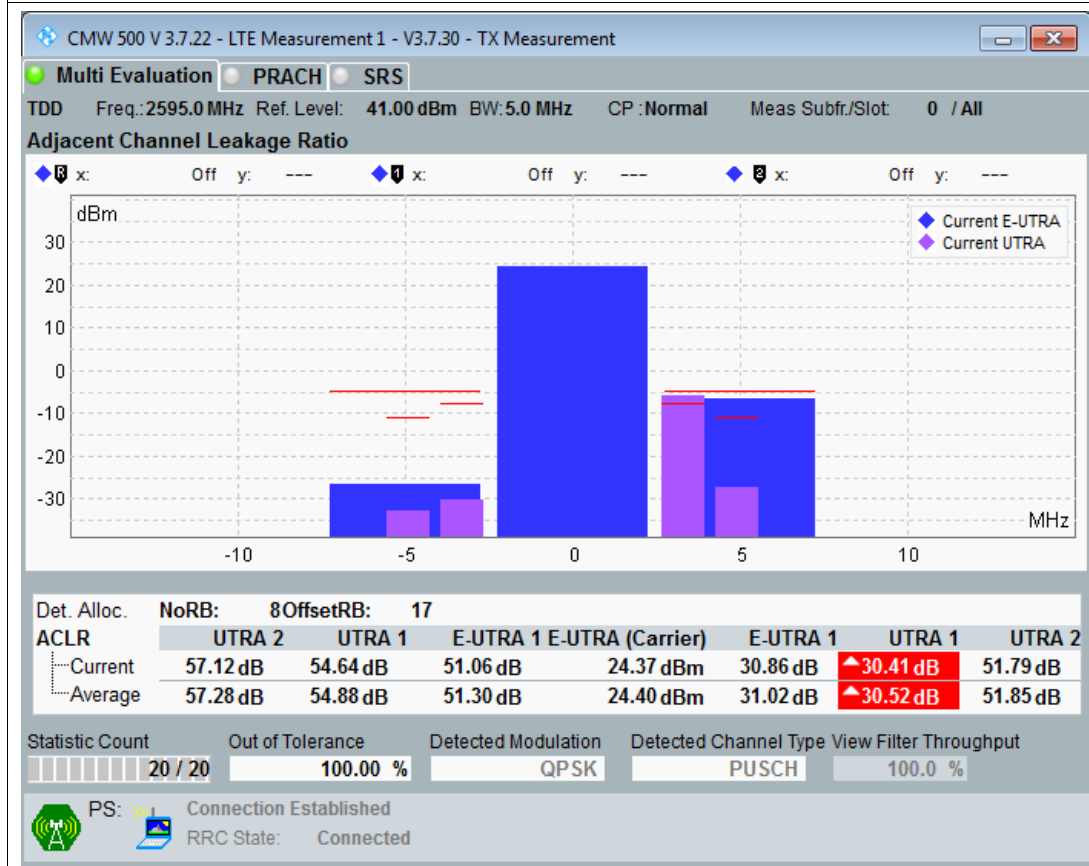 CMW 500 V 3.7.22 - LTE Measurement 1 - V3.7.30 - TX Measurement
Multi Evaluation PRACH SRS
TDD Freq.: 2595.0 MHz Ref. Level: 41.00 dBm BW: 5.0 MHz CP : Normal Meas Subfr./Slot: 0 / All
Adjacent Channel Leakage Ratio
R x: Off y: --- 1 x: Off y: --- 2 x: Off y: ---
dBm
Current E-UTRA
Current UTRA
30
20
10
0
-10
-20
-30
MHz
-10 -5 0 5 10
Det. Alloc. NoRB: 8 OffsetRB: 17
ACLR UTRA 2 UTRA 1 E-UTRA 1 E-UTRA (Carrier) E-UTRA 1 UTRA 1 UTRA 2
Current 57.12 dB 54.64 dB 51.06 dB 24.37 dBm 30.86 dB 30.41 dB 51.79 dB
Average 57.28 dB 54.88 dB 51.30 dB 24.40 dBm 31.02 dB 30.52 dB 51.85 dB
Statistic Count Out of Tolerance Detected Modulation Detected Channel Type View Filter Throughput
20 / 20 100.00 % QPSK PUSCH 100.0 %
PS: Connection Established
RRC State: Connected